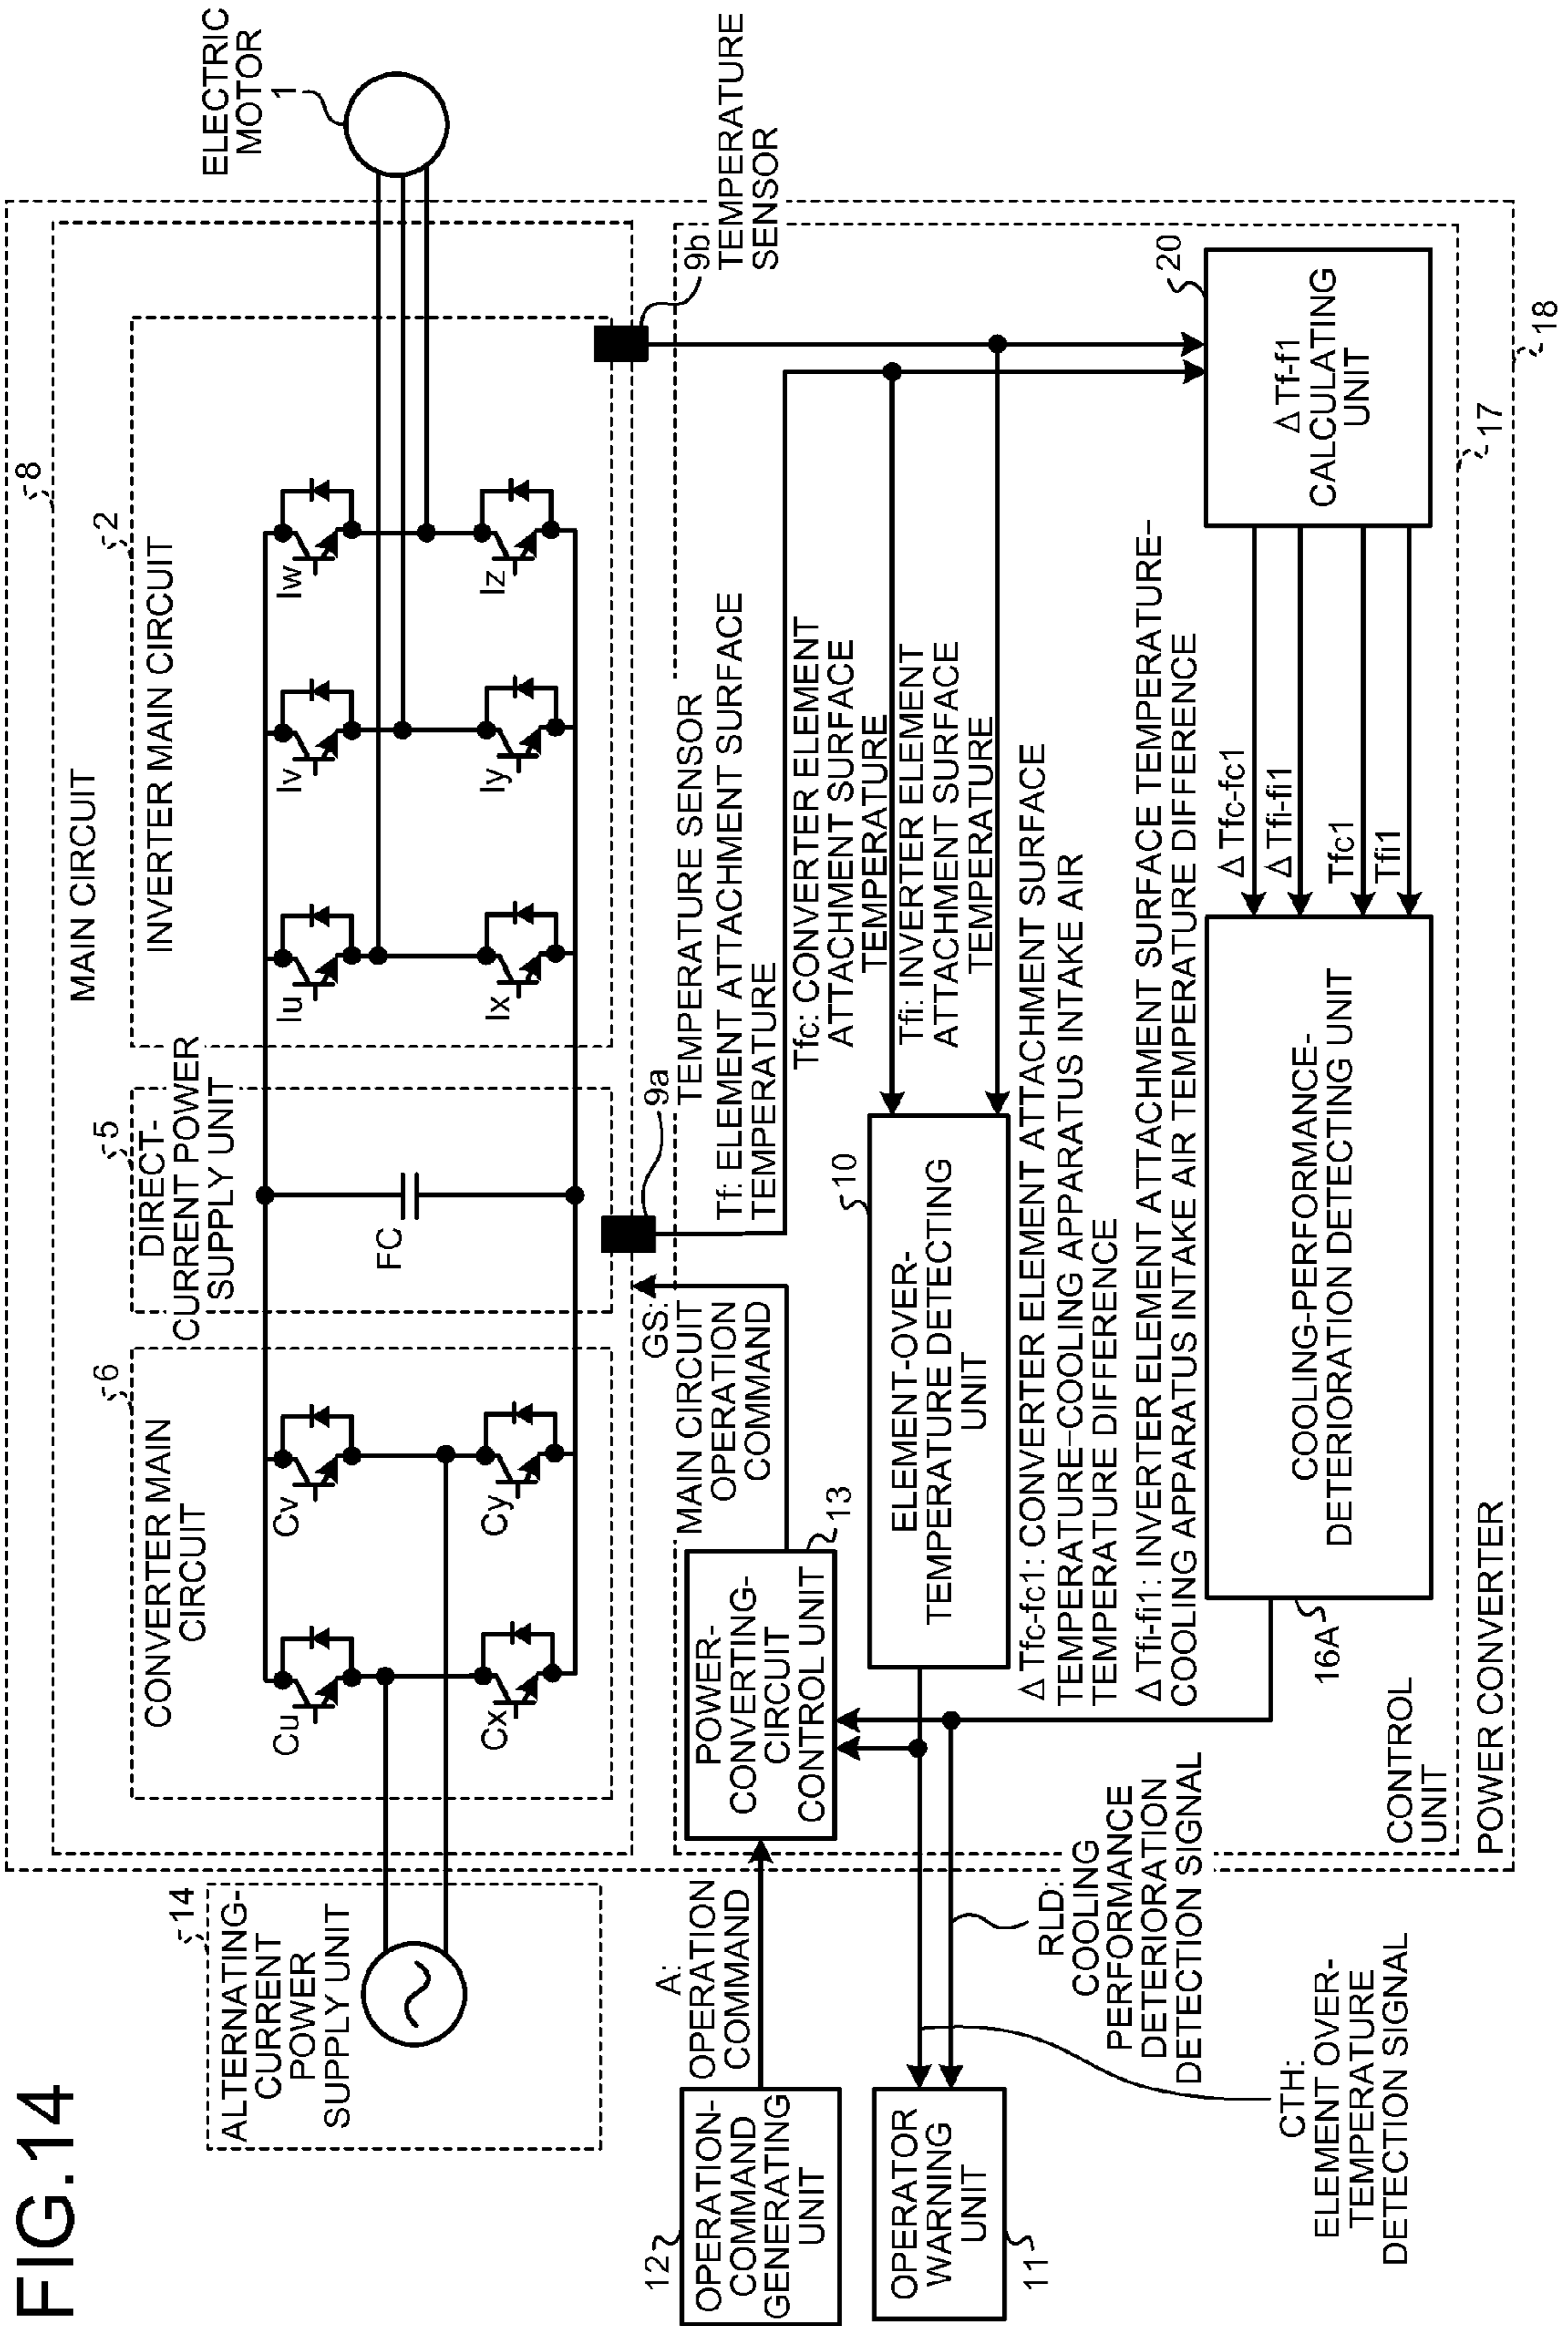 FIG.14
8
MAIN CIRCUIT
14
ALTERNATING-
CURRENT
POWER
SUPPLY UNIT
6
CONVERTER MAIN
CIRCUIT
Cu
Cv
Cx
Cy
5
DIRECT-
CURRENT POWER
SUPPLY UNIT
FC
2
INVERTER MAIN CIRCUIT
Iu
Iv
Iw
Ix
Iy
Iz
ELECTRIC
MOTOR
1
12
OPERATION-
COMMAND
GENERATING
UNIT
A:
OPERATION
COMMAND
POWER-
CONVERTING-
CIRCUIT
CONTROL UNIT
13
GS:
MAIN CIRCUIT
OPERATION
COMMAND
9a
TEMPERATURE SENSOR
Tf: ELEMENT ATTACHMENT SURFACE
TEMPERATURE
9b
TEMPERATURE
SENSOR
Tfc: CONVERTER ELEMENT
ATTACHMENT SURFACE
TEMPERATURE
Tfi: INVERTER ELEMENT
ATTACHMENT SURFACE
TEMPERATURE
OPERATOR
WARNING
UNIT
11
10
ELEMENT-OVER-
TEMPERATURE DETECTING
UNIT
Δ Tfc-fc1: CONVERTER ELEMENT ATTACHMENT SURFACE
TEMPERATURE–COOLING APPARATUS INTAKE AIR
TEMPERATURE DIFFERENCE
Δ Tfi-fi1: INVERTER ELEMENT ATTACHMENT SURFACE TEMPERATURE–
COOLING APPARATUS INTAKE AIR TEMPERATURE DIFFERENCE
RLD:
COOLING
PERFORMANCE
DETERIORATION
DETECTION SIGNAL
CTH:
ELEMENT OVER-
TEMPERATURE
DETECTION SIGNAL
COOLING-PERFORMANCE-
DETERIORATION DETECTING UNIT
16A
Δ Tfc-fc1
Δ Tfi-fi1
Tfc1
Tfi1
20
Δ Tf-f1
CALCULATING
UNIT
CONTROL
UNIT
17
POWER CONVERTER
18